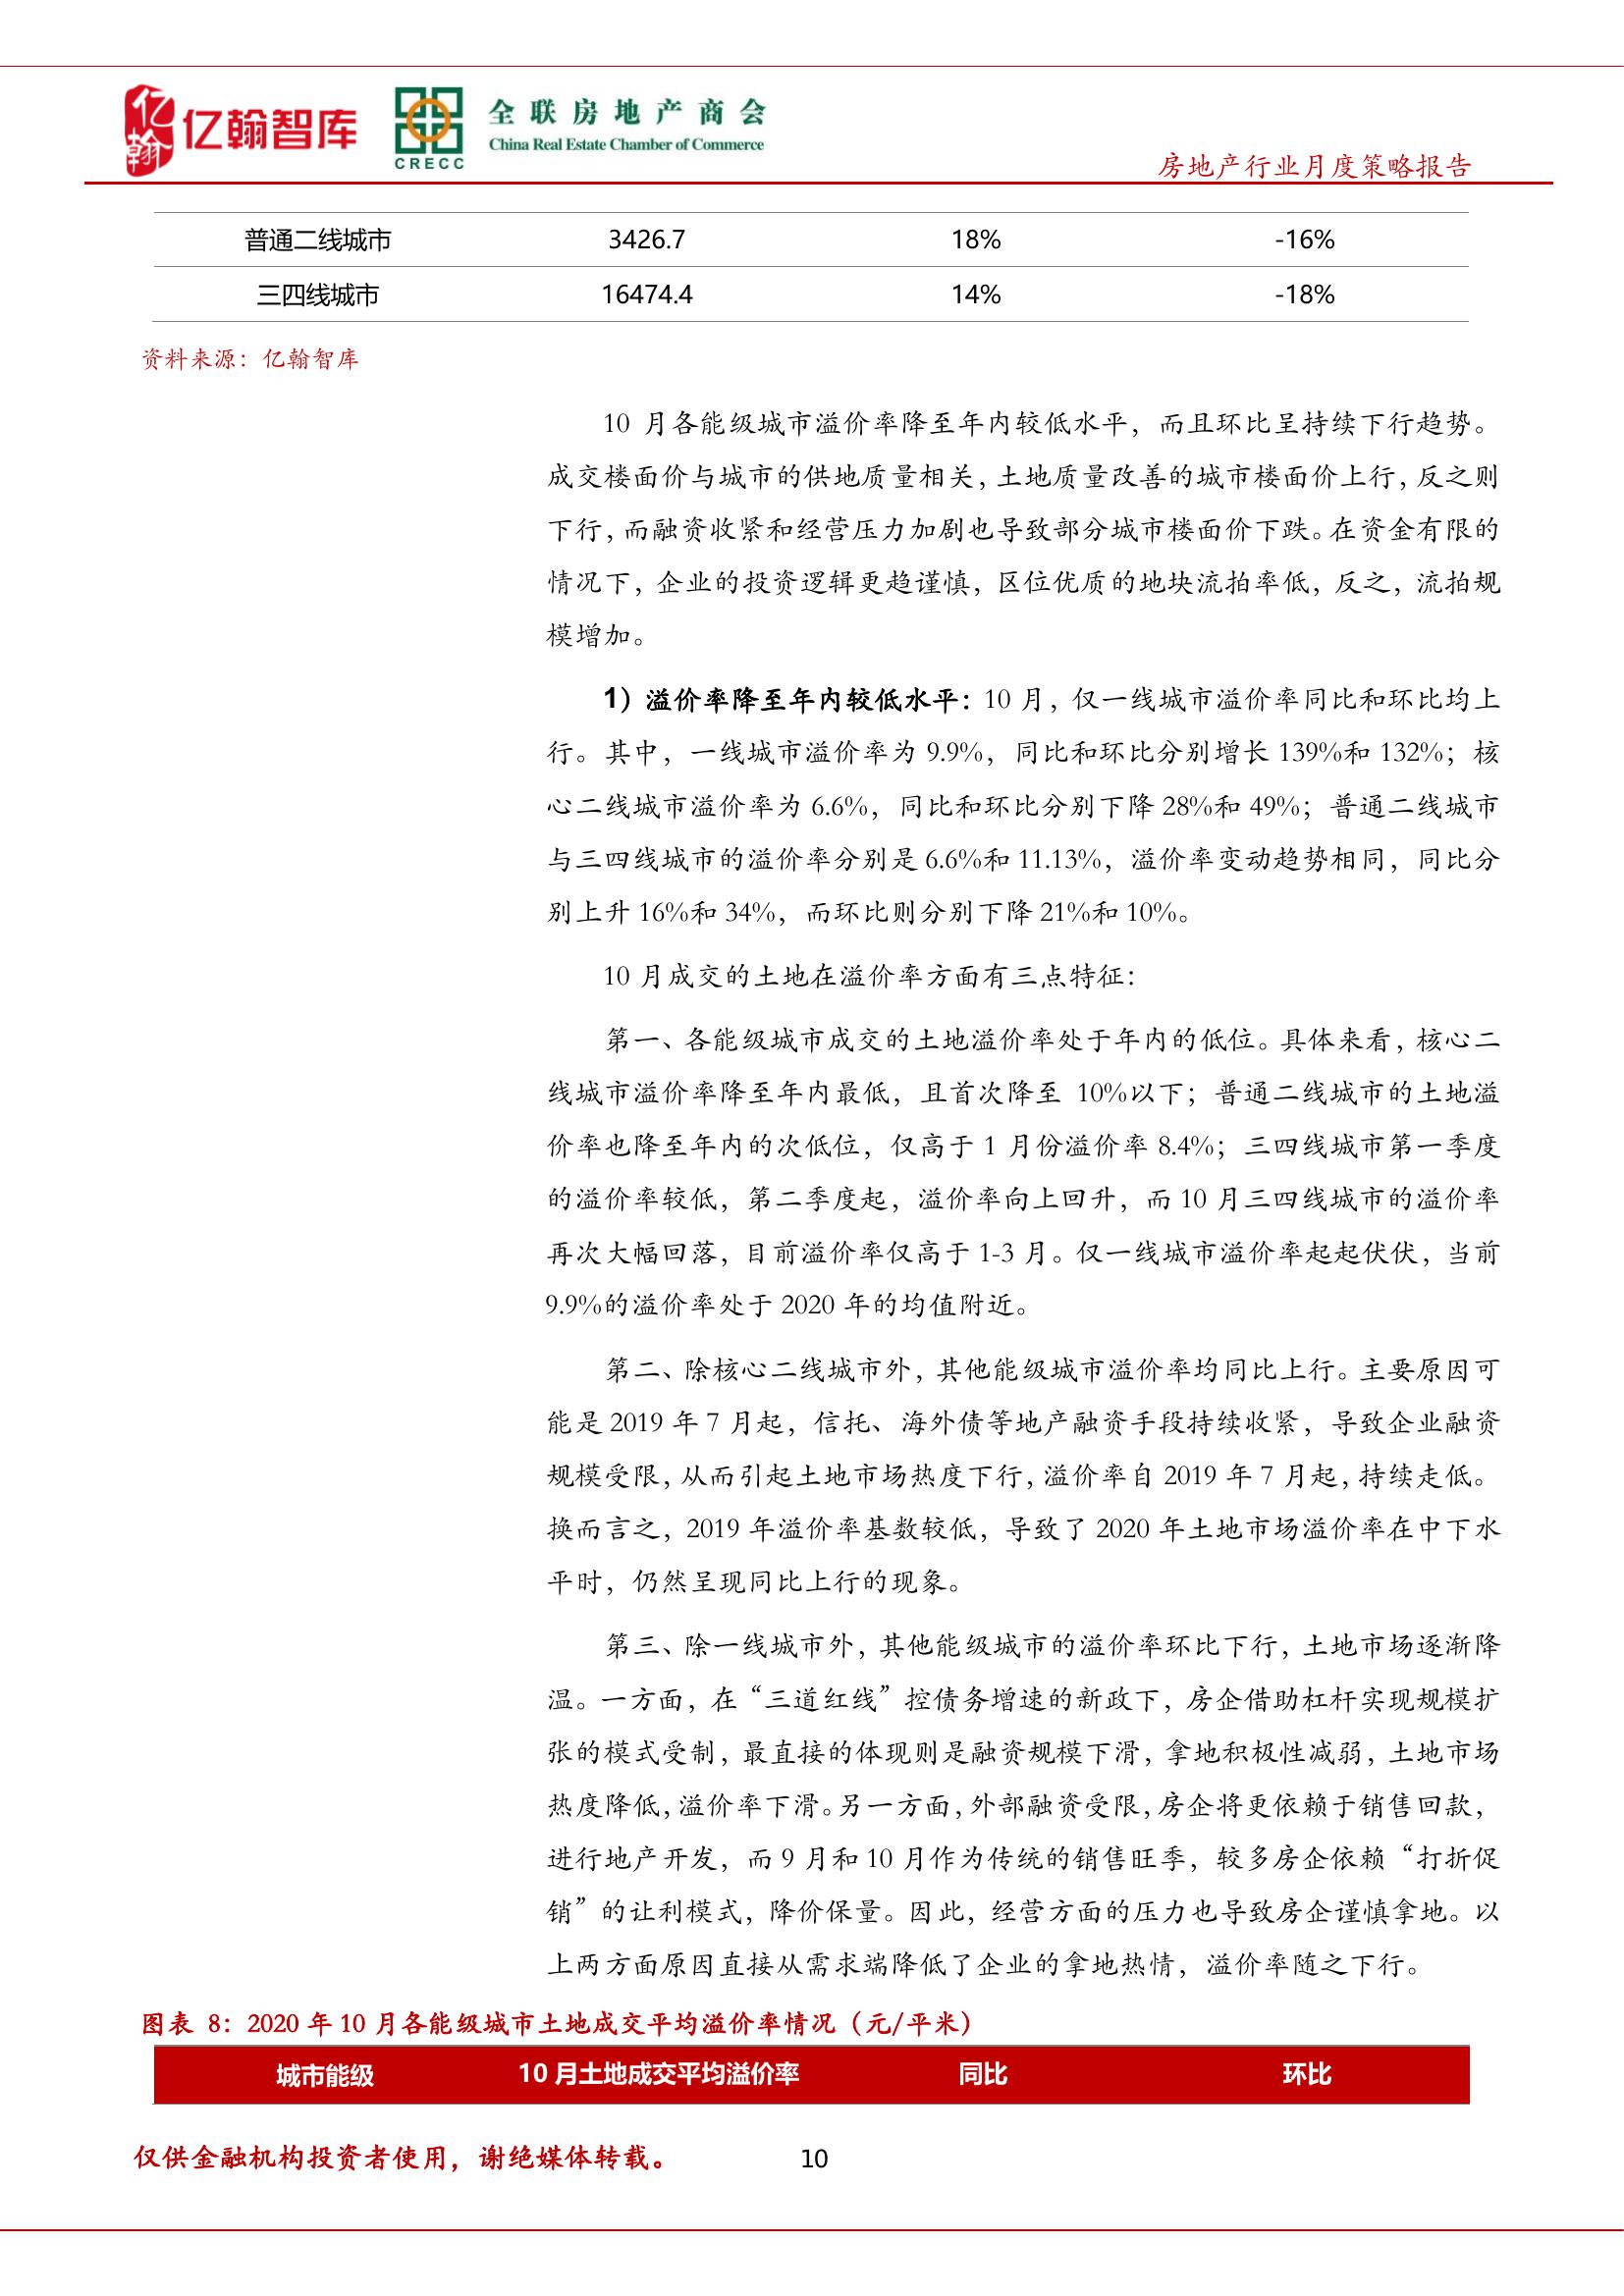 亿翰 亿翰智库 CRECC 全联房地产商会
China Real Estate Chamber of Commerce
房地产行业月度策略报告
普通二线城市 3426.7 18% -16%
三四线城市 16474.4 14% -18%
资料来源：亿翰智库
10 月各能级城市溢价率降至年内较低水平，而且环比呈持续下行趋势。
成交楼面价与城市的供地质量相关，土地质量改善的城市楼面价上行，反之则
下行，而融资收紧和经营压力加剧也导致部分城市楼面价下跌。在资金有限的
情况下，企业的投资逻辑更趋谨慎，区位优质的地块流拍率低，反之，流拍规
模增加。
1）溢价率降至年内较低水平：10 月，仅一线城市溢价率同比和环比均上
行。其中，一线城市溢价率为 9.9%，同比和环比分别增长 139%和 132%；核
心二线城市溢价率为 6.6%，同比和环比分别下降 28%和 49%；普通二线城市
与三四线城市的溢价率分别是 6.6%和 11.13%，溢价率变动趋势相同，同比分
别上升 16%和 34%，而环比则分别下降 21%和 10%。
10 月成交的土地在溢价率方面有三点特征：
第一、各能级城市成交的土地溢价率处于年内的低位。具体来看，核心二
线城市溢价率降至年内最低，且首次降至 10%以下；普通二线城市的土地溢
价率也降至年内的次低位，仅高于 1 月份溢价率 8.4%；三四线城市第一季度
的溢价率较低，第二季度起，溢价率向上回升，而 10 月三四线城市的溢价率
再次大幅回落，目前溢价率仅高于 1-3 月。仅一线城市溢价率起起伏伏，当前
9.9%的溢价率处于 2020 年的均值附近。
第二、除核心二线城市外，其他能级城市溢价率均同比上行。主要原因可
能是 2019 年 7 月起，信托、海外债等地产融资手段持续收紧，导致企业融资
规模受限，从而引起土地市场热度下行，溢价率自 2019 年 7 月起，持续走低。
换而言之，2019 年溢价率基数较低，导致了 2020 年土地市场溢价率在中下水
平时，仍然呈现同比上行的现象。
第三、除一线城市外，其他能级城市的溢价率环比下行，土地市场逐渐降
温。一方面，在“三道红线”控债务增速的新政下，房企借助杠杆实现规模扩
张的模式受制，最直接的体现则是融资规模下滑，拿地积极性减弱，土地市场
热度降低，溢价率下滑。另一方面，外部融资受限，房企将更依赖于销售回款，
进行地产开发，而 9 月和 10 月作为传统的销售旺季，较多房企依赖“打折促
销”的让利模式，降价保量。因此，经营方面的压力也导致房企谨慎拿地。以
上两方面原因直接从需求端降低了企业的拿地热情，溢价率随之下行。
图表 8：2020 年 10 月各能级城市土地成交平均溢价率情况（元/平米）
城市能级 10 月土地成交平均溢价率 同比 环比
仅供金融机构投资者使用，谢绝媒体转载。 10